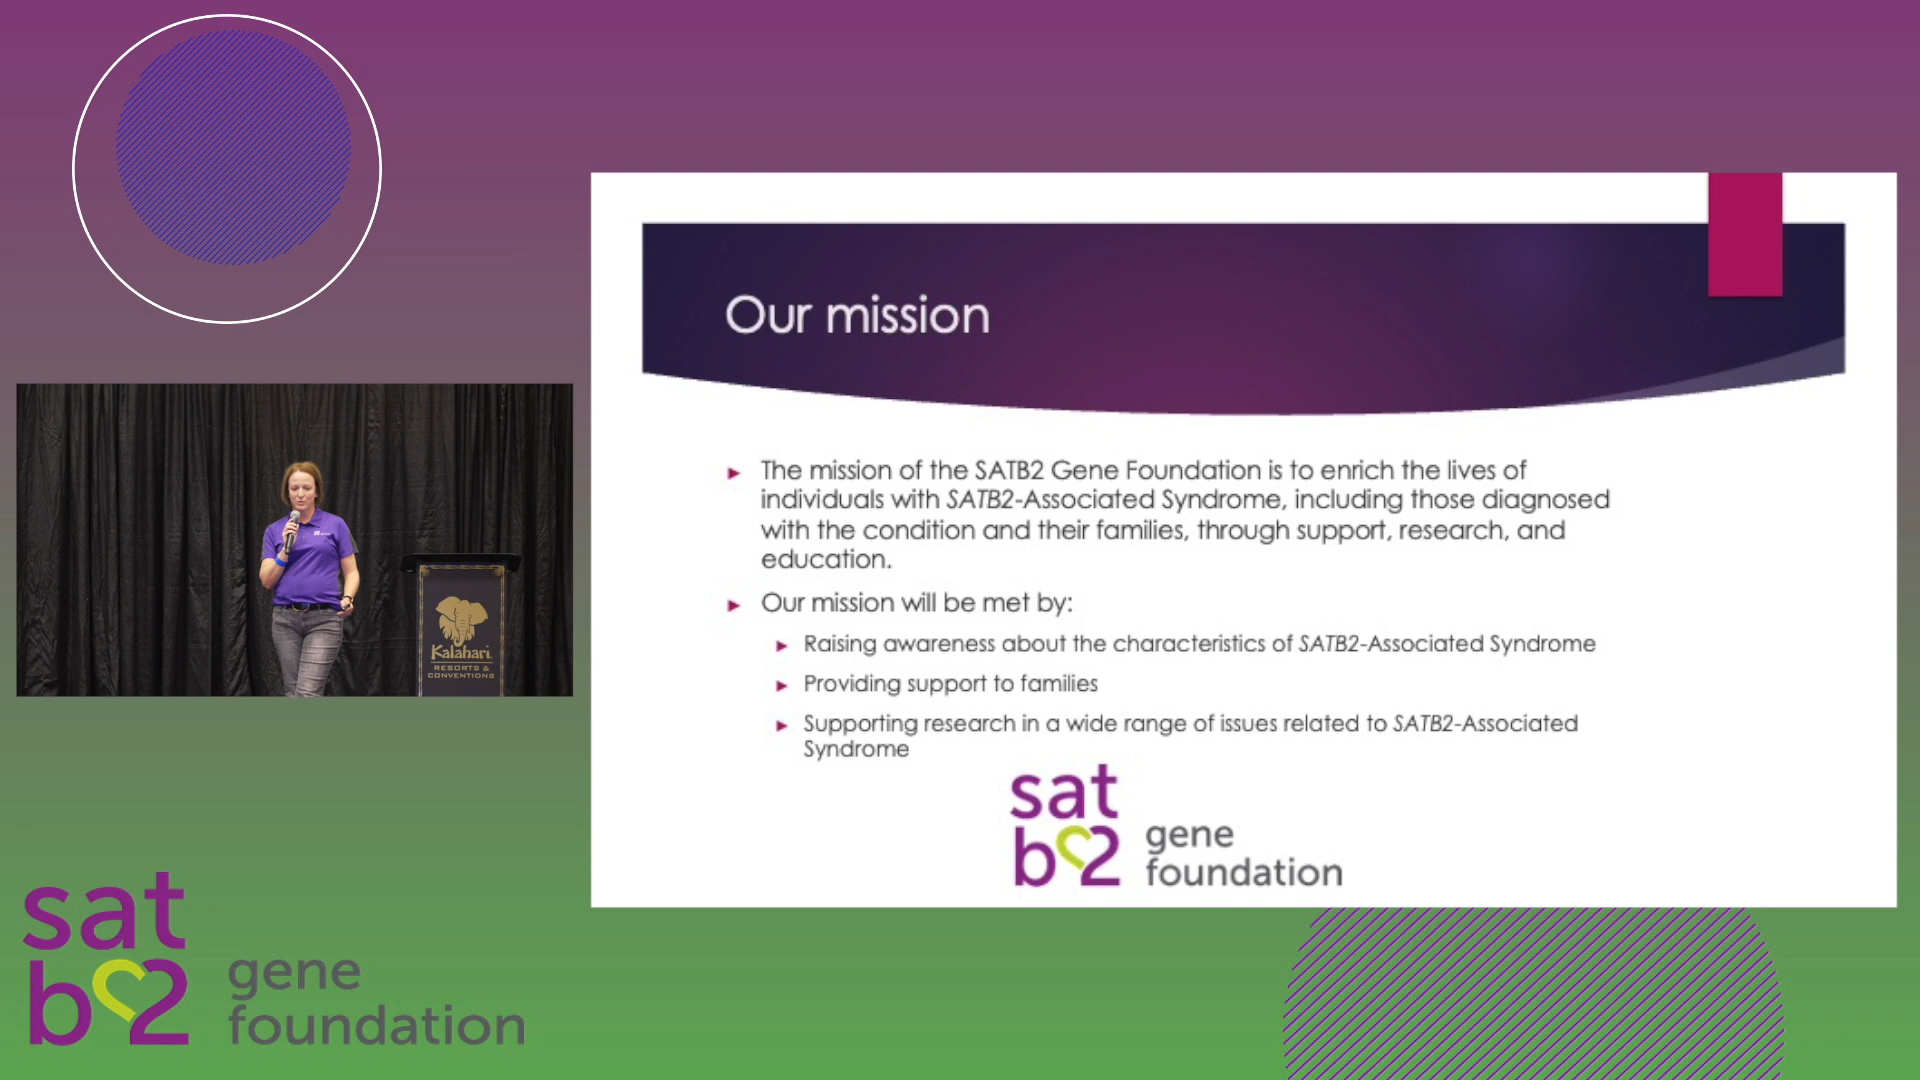 Our mission
The mission of the SATB2 Gene Foundation is to enrich the lives of
individuals with SATB2-Associated Syndrome, including those diagnosed
with the condition and their families, through support, research, and
education.
Our mission will be met by:
Raising awareness about the characteristics of SATB2-Associated Syndrome
Providing support to families
Supporting research in a wide range of issues related to SATB2-Associated
Syndrome
sat
b2
gene
foundation
Kalahari
RESORTS &
CONVENTIONS
sat
b2
gene
foundation